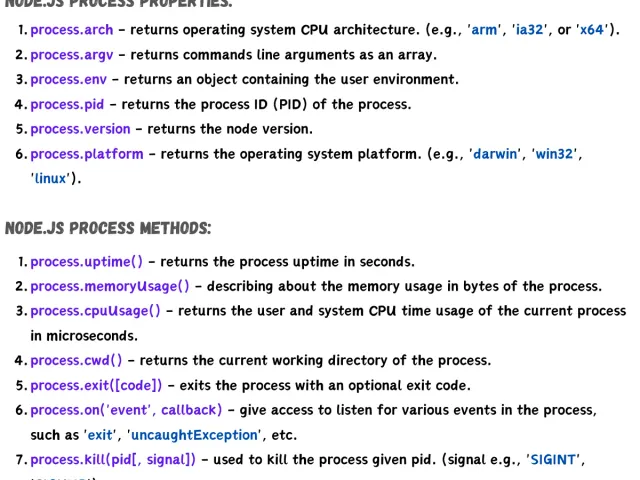 NODE.JS PROCESS PROPERTIES:
1. process.arch – returns operating system CPU architecture. (e.g., 'arm', 'ia32', or 'x64').
2. process.argv – returns commands line arguments as an array.
3. process.env – returns an object containing the user environment.
4. process.pid – returns the process ID (PID) of the process.
5. process.version – returns the node version.
6. process.platform – returns the operating system platform. (e.g., 'darwin', 'win32',
'linux').
NODE.JS PROCESS METHODS:
1. process.uptime() – returns the process uptime in seconds.
2. process.memoryUsage() – describing about the memory usage in bytes of the process.
3. process.cpuUsage() – returns the user and system CPU time usage of the current process
in microseconds.
4. process.cwd() – returns the current working directory of the process.
5. process.exit([code]) – exits the process with an optional exit code.
6. process.on('event', callback) – give access to listen for various events in the process,
such as 'exit', 'uncaughtException', etc.
7. process.kill(pid[, signal]) – used to kill the process given pid. (signal e.g., 'SIGINT',